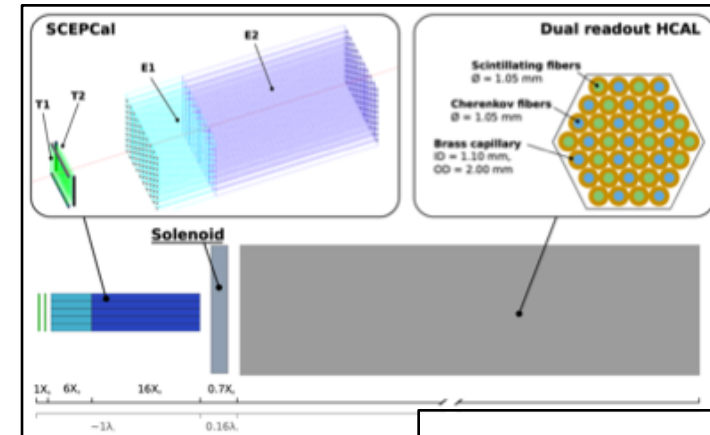 SCEPCal
E1
E2
T1
T2
Dual readout HCAL
Scintillating fibers
Ø = 1.05 mm
Cherenkov fibers
Ø = 1.05 mm
Brass capillary
ID = 1.10 mm,
OD = 2.00 mm
Solenoid
1X₀ 6X₀ 16X₀ 0.7X₀
~1λ 0.16λ